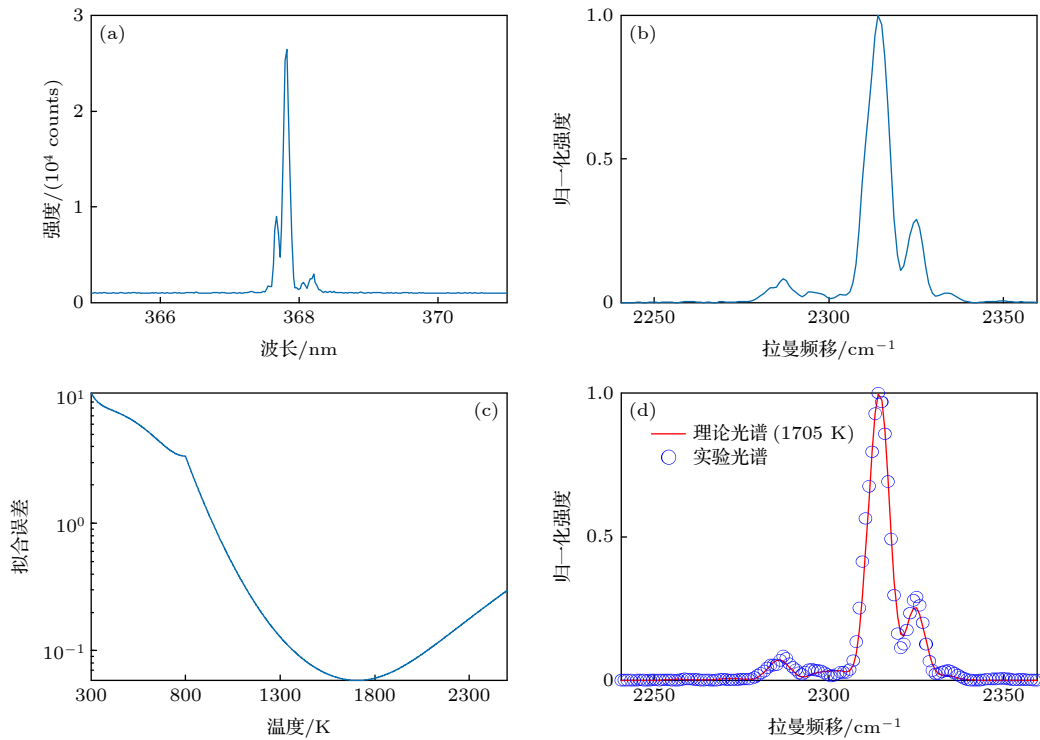 (a)
3
2
1
0
强度/(10⁴ counts)
366
368
370
波长/nm
(b)
1.0
0.5
0
归一化强度
2250
2300
2350
拉曼频移/cm⁻¹
(c)
10¹
10⁰
10⁻¹
拟合误差
300
800
1300
1800
2300
温度/K
(d)
1.0
0.5
0
归一化强度
理论光谱 (1705 K)
实验光谱
2250
2300
2350
拉曼频移/cm⁻¹